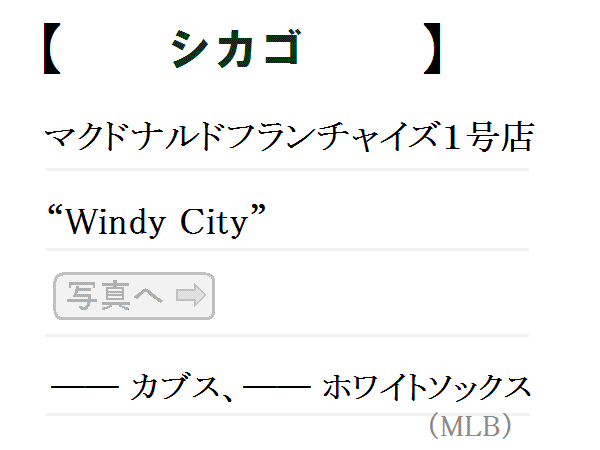 【 シカゴ 】
マクドナルドフランチャイズ１号店
“Windy City”
写真へ ⇨
―― カブス、―― ホワイトソックス
（MLB）